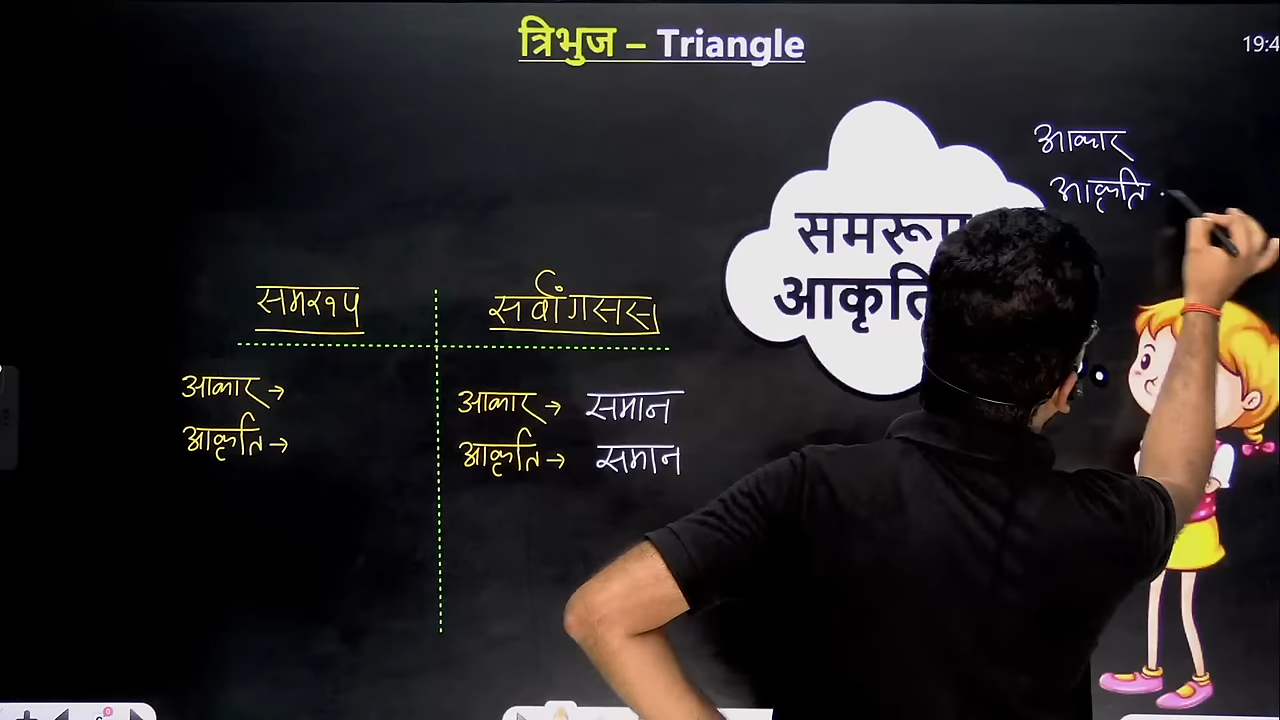 त्रिभुज – Triangle
19:4
आकार
आकृति
समरूप
सर्वांगसम
आकार →
आकृति →
आकार → समान
आकृति → समान